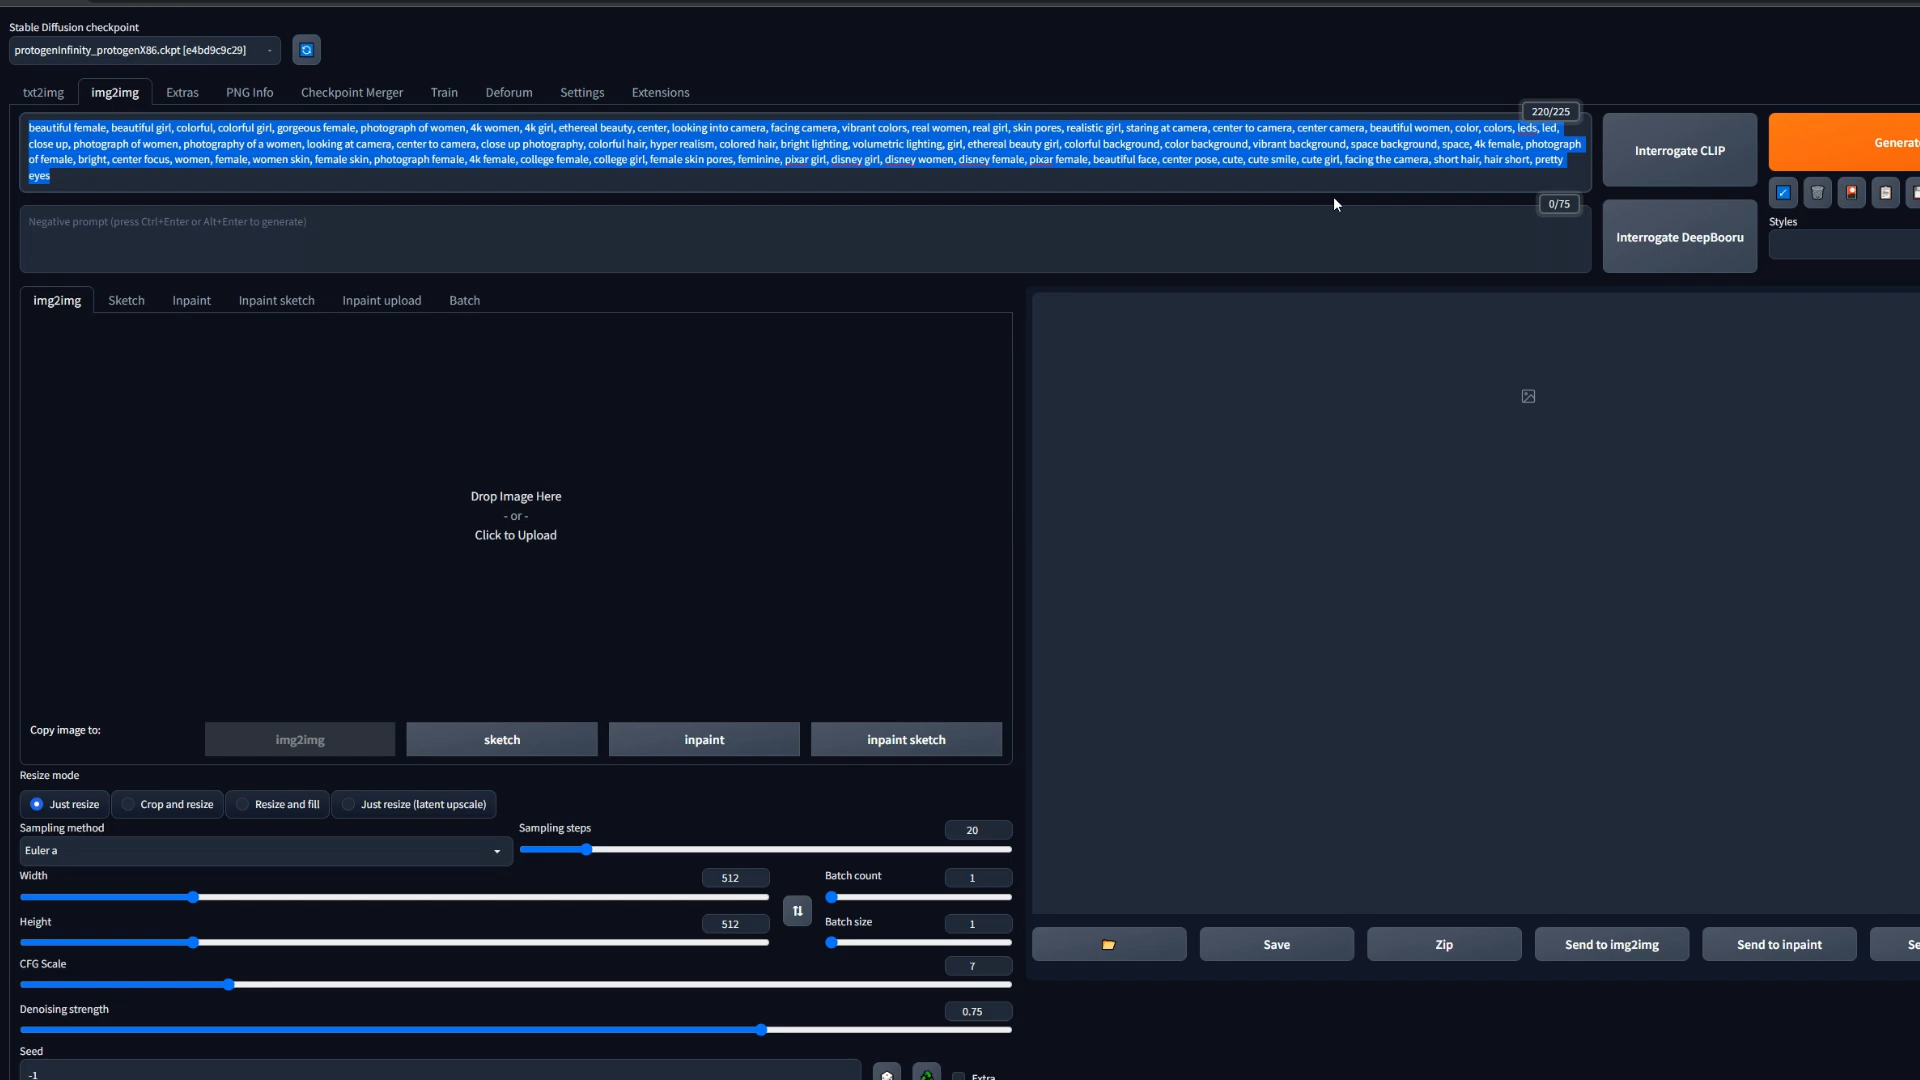 Stable Diffusion checkpoint
protogenInfinity_protogenX86.ckpt [e4bd9c9c29]
txt2img img2img Extras PNG Info Checkpoint Merger Train Deforum Settings Extensions
220/225
beautiful female, beautiful girl, colorful, colorful girl, gorgeous female, photograph of women, 4k women, 4k girl, ethereal beauty, center, looking into camera, facing camera, vibrant colors, real women, real girl, skin pores, realistic girl, staring at camera, center to camera, center camera, beautiful women, color, colors, leds, led,
close up, photograph of women, photography of a women, looking at camera, center to camera, close up photography, colorful hair, hyper realism, colored hair, bright lighting, volumetric lighting, girl, ethereal beauty girl, colorful background, color background, vibrant background, space background, space, 4k female, photograph
of female, bright, center focus, women, female, women skin, female skin, photograph female, 4k female, college female, college girl, female skin pores, feminine, pixar girl, disney girl, disney women, disney female, pixar female, beautiful face, center pose, cute, cute smile, cute girl, facing the camera, short hair, hair short, pretty
eyes
Interrogate CLIP
Generat
0/75
Negative prompt (press Ctrl+Enter or Alt+Enter to generate)
Interrogate DeepBooru
Styles
img2img Sketch Inpaint Inpaint sketch Inpaint upload Batch
Drop Image Here
- or -
Click to Upload
Copy image to:
img2img sketch inpaint inpaint sketch
Resize mode
Just resize Crop and resize Resize and fill Just resize (latent upscale)
Sampling method
Euler a
Sampling steps
20
Width
512
Batch count
1
Height
512
Batch size
1
Save Zip Send to img2img Send to inpaint Se
CFG Scale
7
Denoising strength
0.75
Seed
-1
Extra